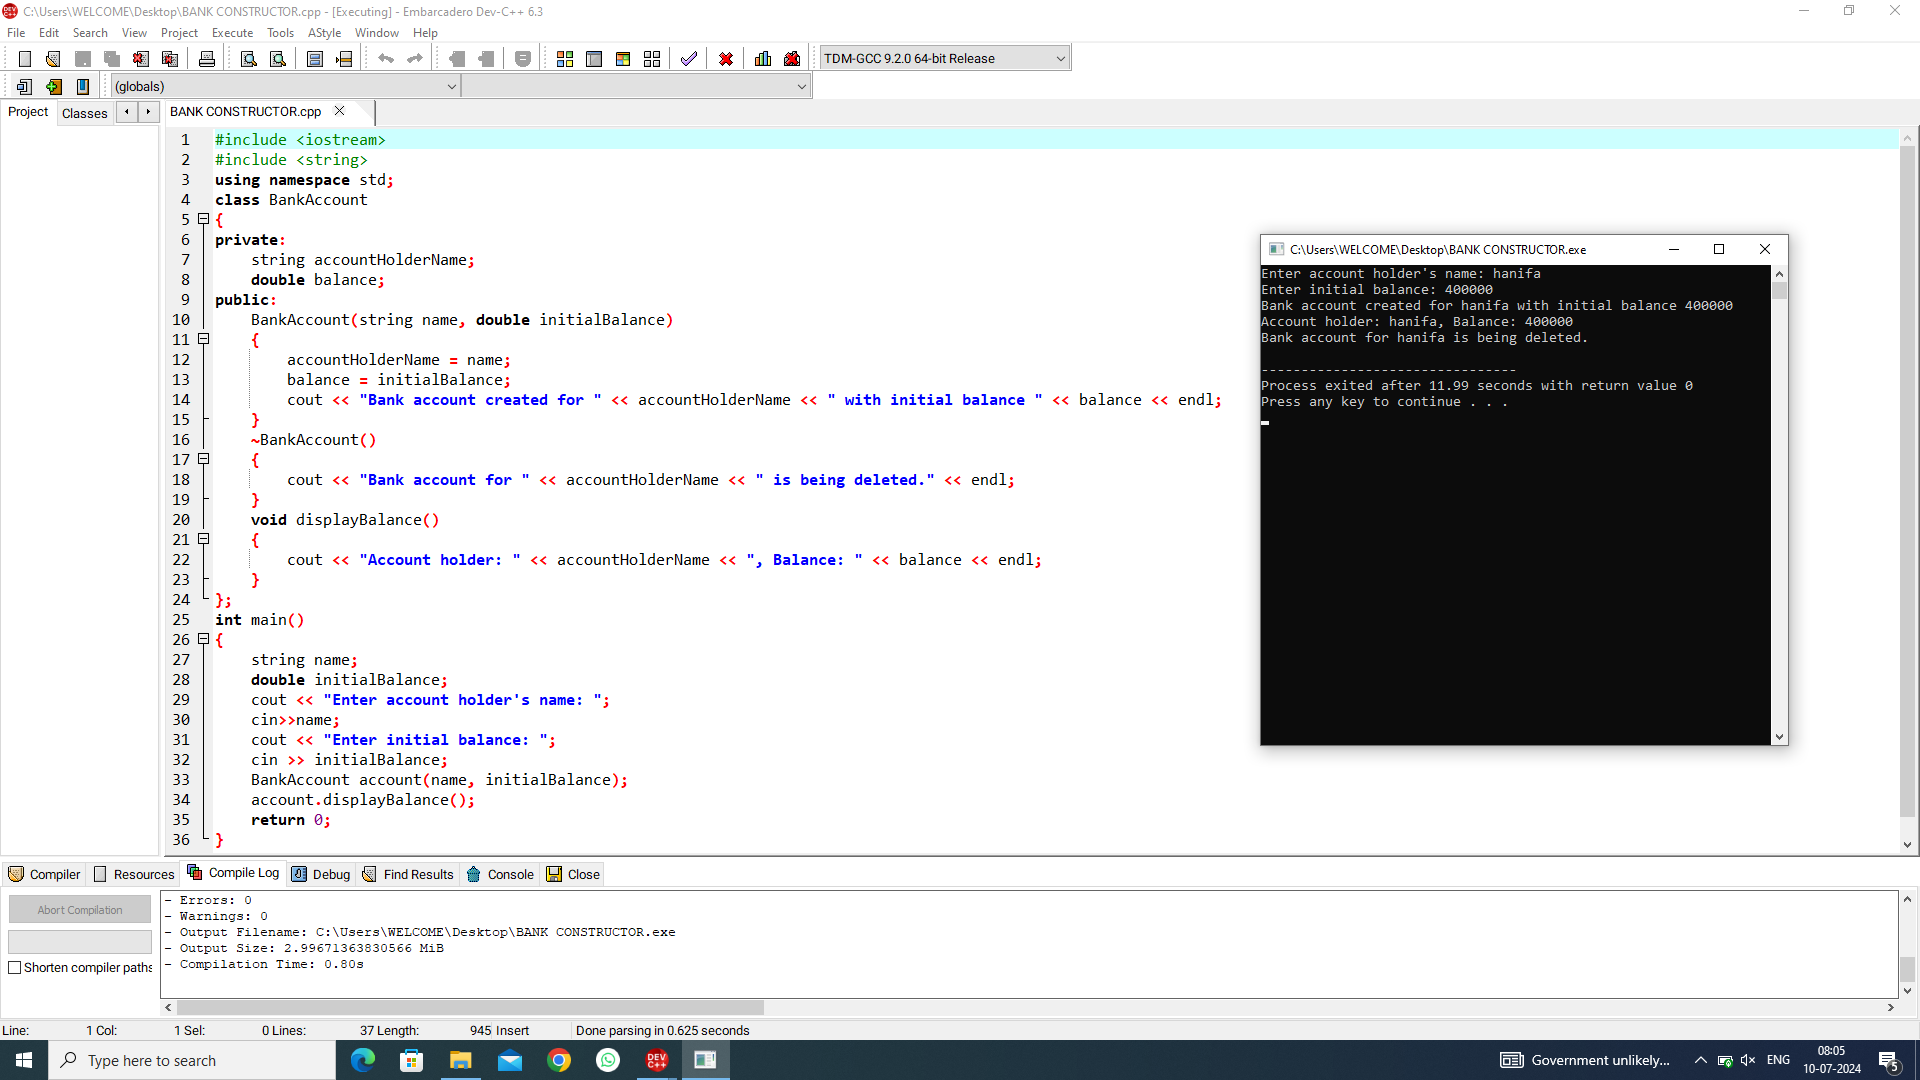 C:\Users\WELCOME\Desktop\BANK CONSTRUCTOR.cpp - [Executing] - Embarcadero Dev-C++ 6.3
File Edit Search View Project Execute Tools AStyle Window Help
TDM-GCC 9.2.0 64-bit Release
(globals)
Project Classes BANK CONSTRUCTOR.cpp
1 #include <iostream>
2 #include <string>
3 using namespace std;
4 class BankAccount
5 {
6 private:
7 string accountHolderName;
8 double balance;
9 public:
10 BankAccount(string name, double initialBalance)
11 {
12 accountHolderName = name;
13 balance = initialBalance;
14 cout << "Bank account created for " << accountHolderName << " with initial balance " << balance << endl;
15 }
16 ~BankAccount()
17 {
18 cout << "Bank account for " << accountHolderName << " is being deleted." << endl;
19 }
20 void displayBalance()
21 {
22 cout << "Account holder: " << accountHolderName << ", Balance: " << balance << endl;
23 }
24 };
25 int main()
26 {
27 string name;
28 double initialBalance;
29 cout << "Enter account holder's name: ";
30 cin>>name;
31 cout << "Enter initial balance: ";
32 cin >> initialBalance;
33 BankAccount account(name, initialBalance);
34 account.displayBalance();
35 return 0;
36 }
C:\Users\WELCOME\Desktop\BANK CONSTRUCTOR.exe
Enter account holder's name: hanifa
Enter initial balance: 400000
Bank account created for hanifa with initial balance 400000
Account holder: hanifa, Balance: 400000
Bank account for hanifa is being deleted.
--------------------------------
Process exited after 11.99 seconds with return value 0
Press any key to continue . . .
Compiler Resources Compile Log Debug Find Results Console Close
Abort Compilation
Shorten compiler paths
- Errors: 0
- Warnings: 0
- Output Filename: C:\Users\WELCOME\Desktop\BANK CONSTRUCTOR.exe
- Output Size: 2.99671363830566 MiB
- Compilation Time: 0.80s
Line: 1 Col: 1 Sel: 0 Lines: 37 Length: 945 Insert Done parsing in 0.625 seconds
Type here to search
DEV C++
Government unlikely...
ENG
08:05
10-07-2024
5